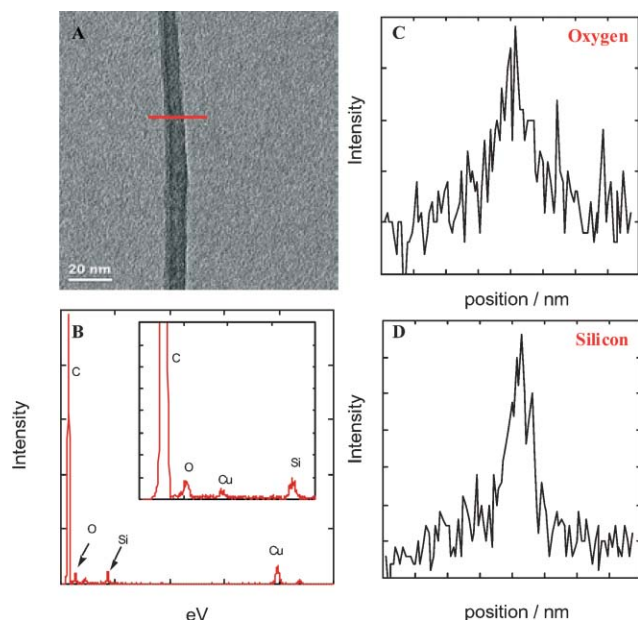 A
20 nm
B
C
O
Cu
Si
C
O
Si
Cu
Intensity
eV
C
Oxygen
Intensity
position / nm
D
Silicon
Intensity
position / nm